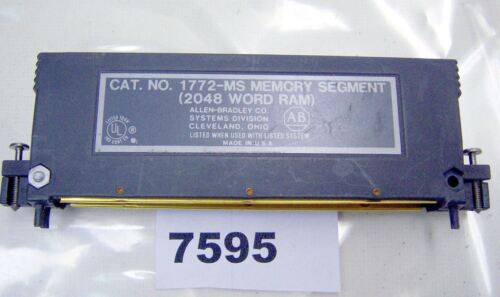 CAT. NO. 1772-MS MEMORY SEGMENT
(2048 WORD RAM)
ALLEN-BRADLEY CO.
SYSTEMS DIVISION
CLEVELAND, OHIO
LISTED WHEN USED WITH LISTED SYSTEM
MADE IN U.S.A.
UL
AB
7595